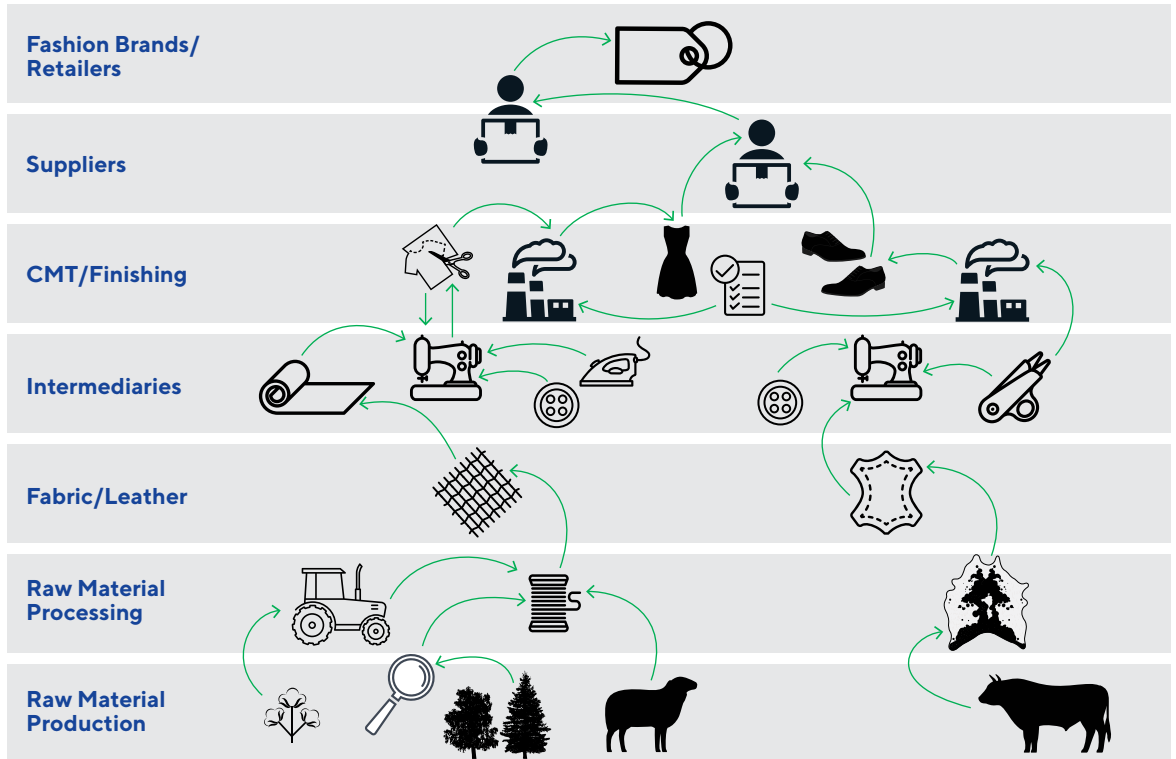 Fashion Brands/
Retailers
Suppliers
CMT/Finishing
Intermediaries
Fabric/Leather
Raw Material
Processing
Raw Material
Production